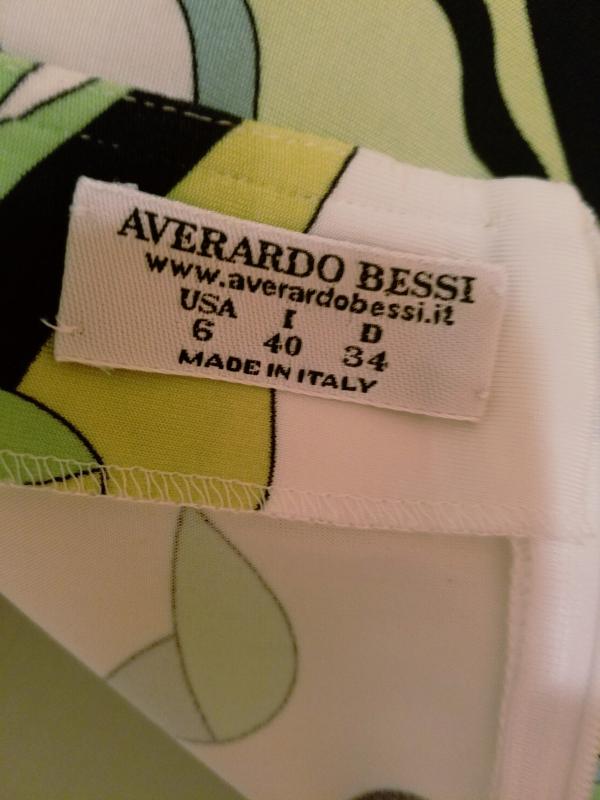 AVERARDO BESSI
www.averardobessi.it
USA I D
6 40 34
MADE IN ITALY